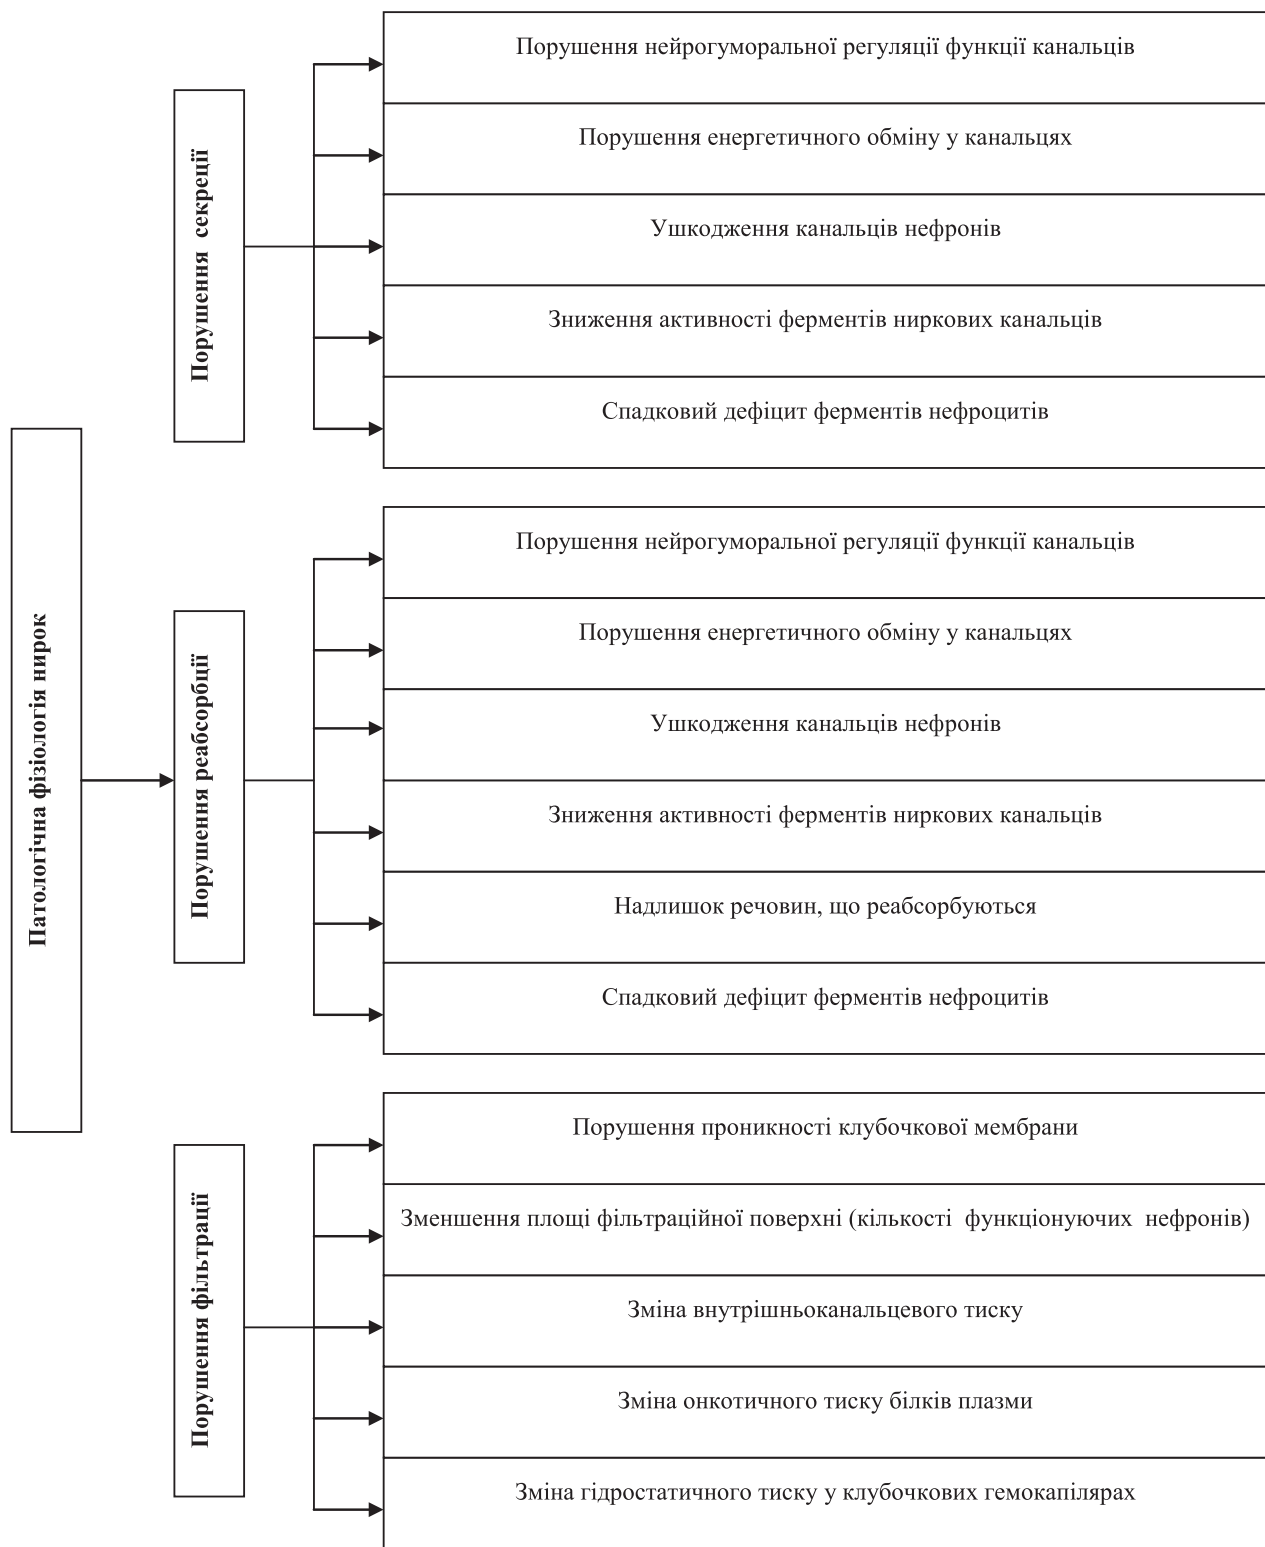 Патологічна фізіологія нирок
Порушення секреції
Порушення нейрогуморальної регуляції функції канальців
Порушення енергетичного обміну у канальцях
Ушкодження канальців нефронів
Зниження активності ферментів ниркових канальців
Спадковий дефіцит ферментів нефроцитів
Порушення реабсорбції
Порушення нейрогуморальної регуляції функції канальців
Порушення енергетичного обміну у канальцях
Ушкодження канальців нефронів
Зниження активності ферментів ниркових канальців
Надлишок речовин, що реабсорбуються
Спадковий дефіцит ферментів нефроцитів
Порушення фільтрації
Порушення проникності клубочкової мембрани
Зменшення площі фільтраційної поверхні (кількості функціонуючих нефронів)
Зміна внутрішньоканальцевого тиску
Зміна онкотичного тиску білків плазми
Зміна гідростатичного тиску у клубочкових гемокапілярах